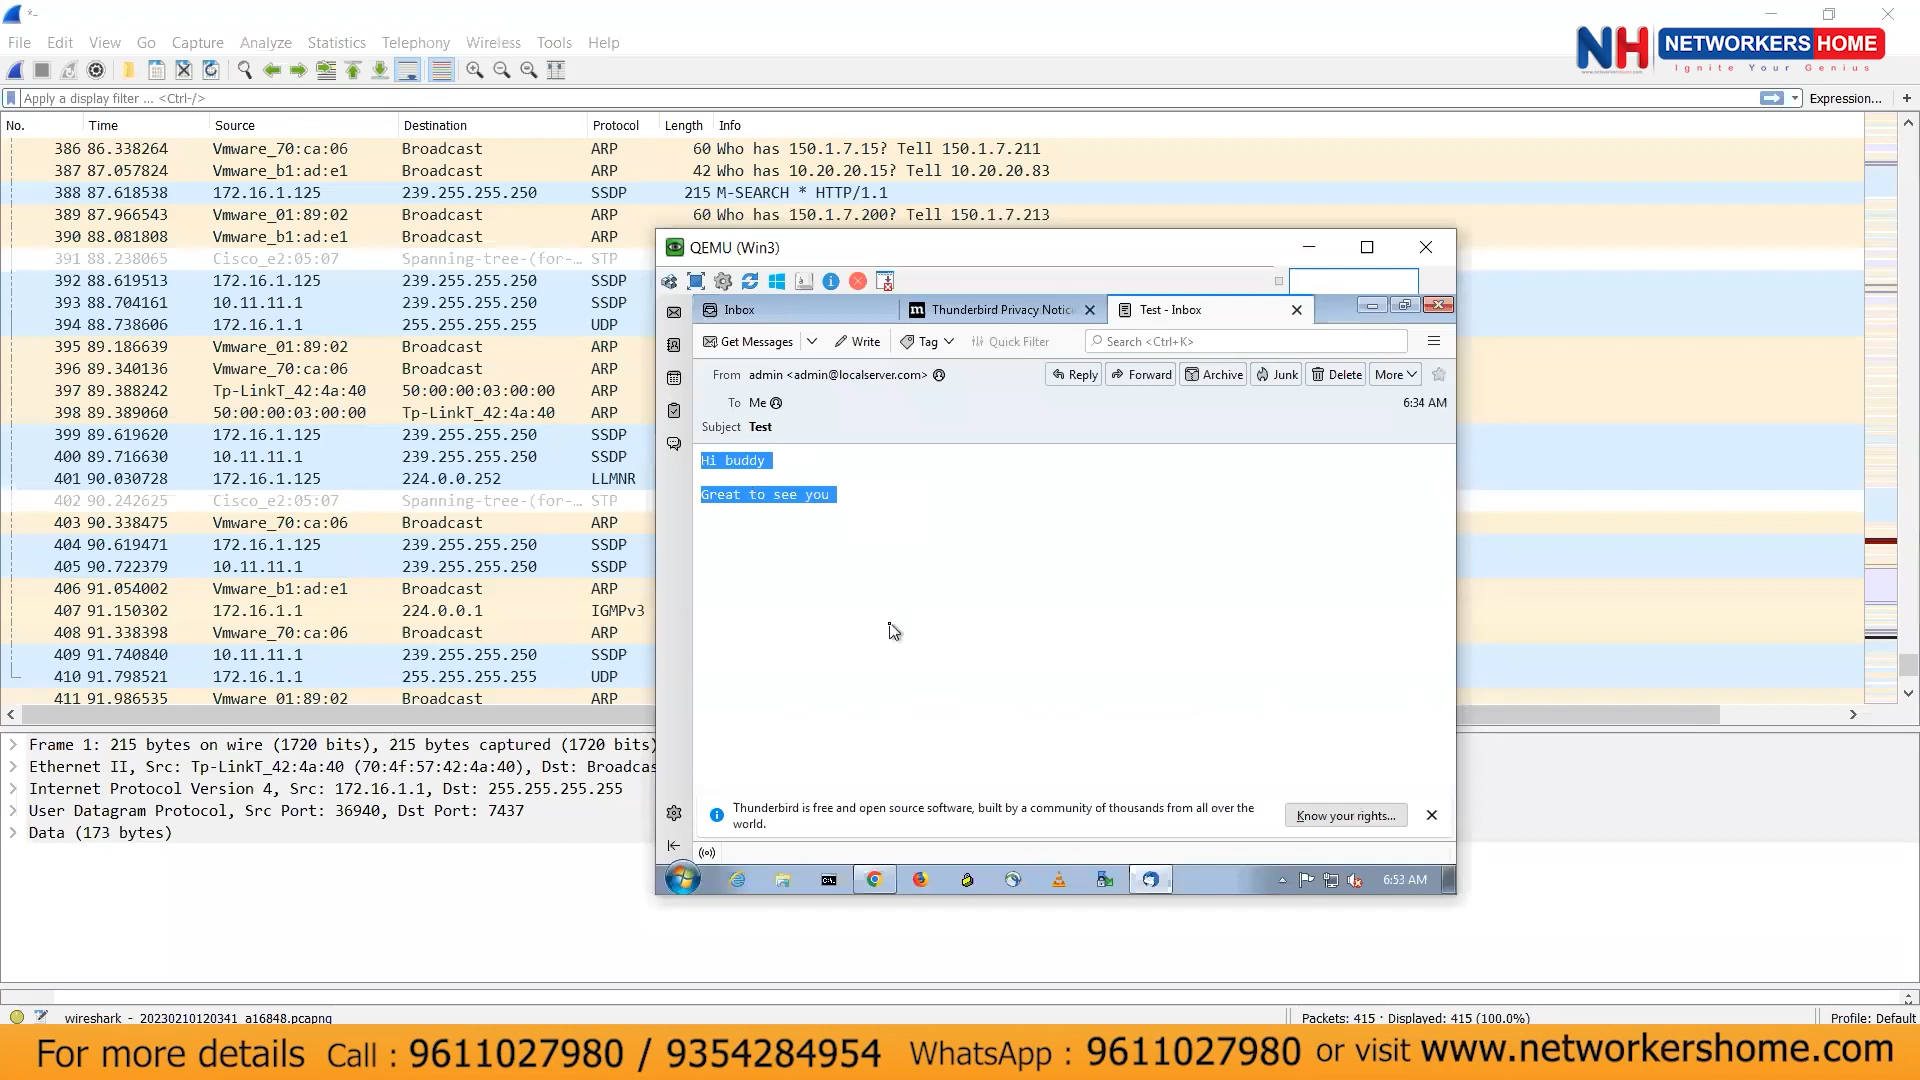 *-
File Edit View Go Capture Analyze Statistics Telephony Wireless Tools Help
NH NETWORKERS HOME
www.networkershome.com
Ignite Your Genius
Apply a display filter ... <Ctrl-/> Expression... +
No. Time Source Destination Protocol Length Info
386 86.338264 Vmware_70:ca:06 Broadcast ARP 60 Who has 150.1.7.15? Tell 150.1.7.211
387 87.057824 Vmware_b1:ad:e1 Broadcast ARP 42 Who has 10.20.20.15? Tell 10.20.20.83
388 87.618538 172.16.1.125 239.255.255.250 SSDP 215 M-SEARCH * HTTP/1.1
389 87.966543 Vmware_01:89:02 Broadcast ARP 60 Who has 150.1.7.200? Tell 150.1.7.213
390 88.081808 Vmware_b1:ad:e1 Broadcast ARP
391 88.238065 Cisco_e2:05:07 Spanning-tree-(for-... STP
392 88.619513 172.16.1.125 239.255.255.250 SSDP
393 88.704161 10.11.11.1 239.255.255.250 SSDP
394 88.738606 172.16.1.1 255.255.255.255 UDP
395 89.186639 Vmware_01:89:02 Broadcast ARP
396 89.340136 Vmware_70:ca:06 Broadcast ARP
397 89.388242 Tp-LinkT_42:4a:40 50:00:00:03:00:00 ARP
398 89.389060 50:00:00:03:00:00 Tp-LinkT_42:4a:40 ARP
399 89.619620 172.16.1.125 239.255.255.250 SSDP
400 89.716630 10.11.11.1 239.255.255.250 SSDP
401 90.030728 172.16.1.125 224.0.0.252 LLMNR
402 90.242625 Cisco_e2:05:07 Spanning-tree-(for-... STP
403 90.338475 Vmware_70:ca:06 Broadcast ARP
404 90.619471 172.16.1.125 239.255.255.250 SSDP
405 90.722379 10.11.11.1 239.255.255.250 SSDP
406 91.054002 Vmware_b1:ad:e1 Broadcast ARP
407 91.150302 172.16.1.1 224.0.0.1 IGMPv3
408 91.338398 Vmware_70:ca:06 Broadcast ARP
409 91.740840 10.11.11.1 239.255.255.250 SSDP
410 91.798521 172.16.1.1 255.255.255.255 UDP
411 91.986535 Vmware_01:89:02 Broadcast ARP
QEMU (Win3)
Inbox Thunderbird Privacy Notic Test - Inbox
Get Messages Write Tag Quick Filter Search <Ctrl+K>
From admin <admin@localserver.com> Reply Forward Archive Junk Delete More
To Me 6:34 AM
Subject Test
Hi buddy
Great to see you
Thunderbird is free and open source software, built by a community of thousands from all over the
world.
Know your rights...
6:53 AM
Frame 1: 215 bytes on wire (1720 bits), 215 bytes captured (1720 bits)
Ethernet II, Src: Tp-LinkT_42:4a:40 (70:4f:57:42:4a:40), Dst: Broadcas
Internet Protocol Version 4, Src: 172.16.1.1, Dst: 255.255.255.255
User Datagram Protocol, Src Port: 36940, Dst Port: 7437
Data (173 bytes)
wireshark_-_20230210120341_a16848.pcapng Packets: 415 · Displayed: 415 (100.0%) Profile: Default
For more details Call : 9611027980 / 9354284954 WhatsApp : 9611027980 or visit www.networkershome.com